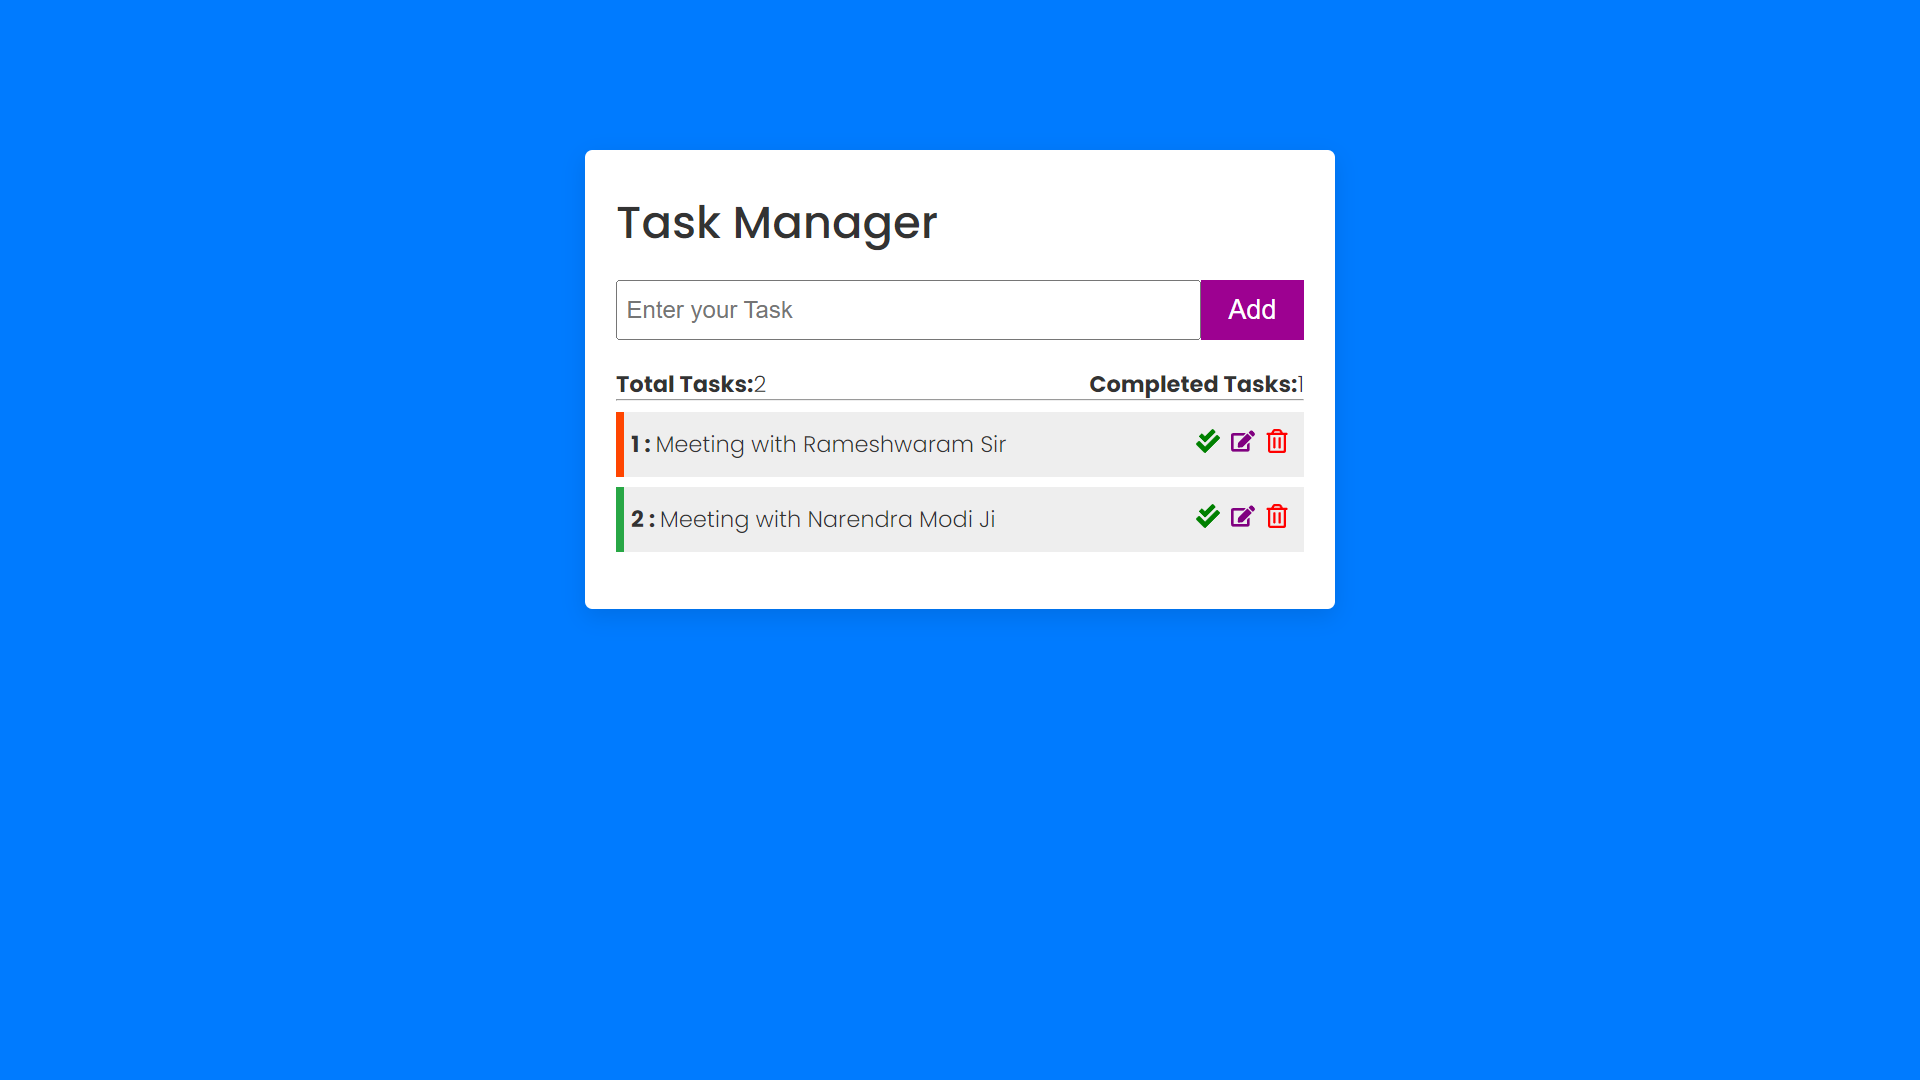 Task Manager
Enter your Task
Add
Total Tasks:2
Completed Tasks:1
1 : Meeting with Rameshwaram Sir
2 : Meeting with Narendra Modi Ji